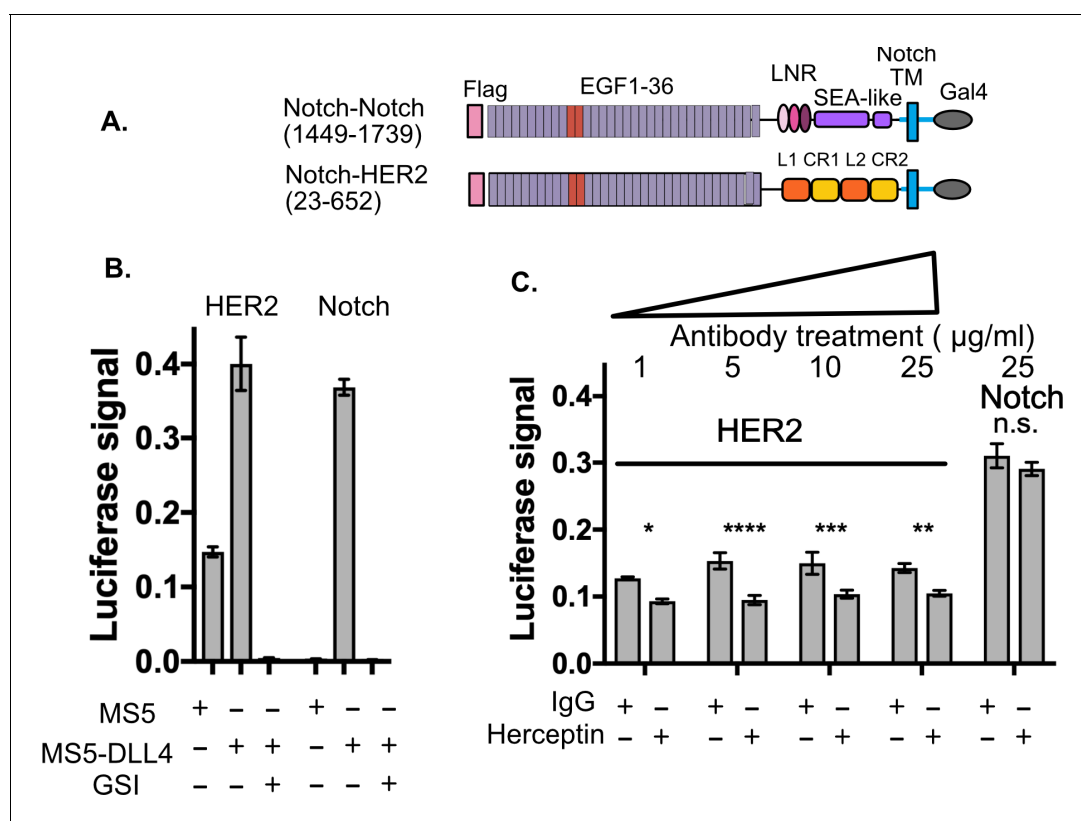 A.
Notch-Notch
(1449-1739)
Flag
EGF1-36
LNR
SEA-like
Notch
TM
Gal4
Notch-HER2
(23-652)
L1 CR1 L2 CR2
B.
HER2 Notch
Luciferase signal
0.4
0.3
0.2
0.1
0.0
MS5 + – – + – –
MS5-DLL4 – + + – + +
GSI – – + – – +
C.
Antibody treatment ( µg/ml)
1 5 10 25 25
Notch
n.s.
HER2
Luciferase signal
0.4
0.3
0.2
0.1
0.0
* **** *** **
IgG + – + – + – + – + –
Herceptin – + – + – + – + – +